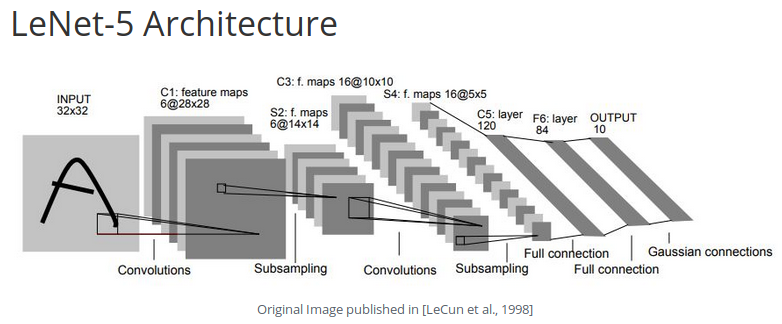 LeNet-5 Architecture
INPUT
32x32
C1: feature maps
6@28x28
S2: f. maps
6@14x14
C3: f. maps 16@10x10
S4: f. maps 16@5x5
C5: layer
120
F6: layer
84
OUTPUT
10
Convolutions
Subsampling
Convolutions
Subsampling
Full connection
Full connection
Gaussian connections
Original Image published in [LeCun et al., 1998]